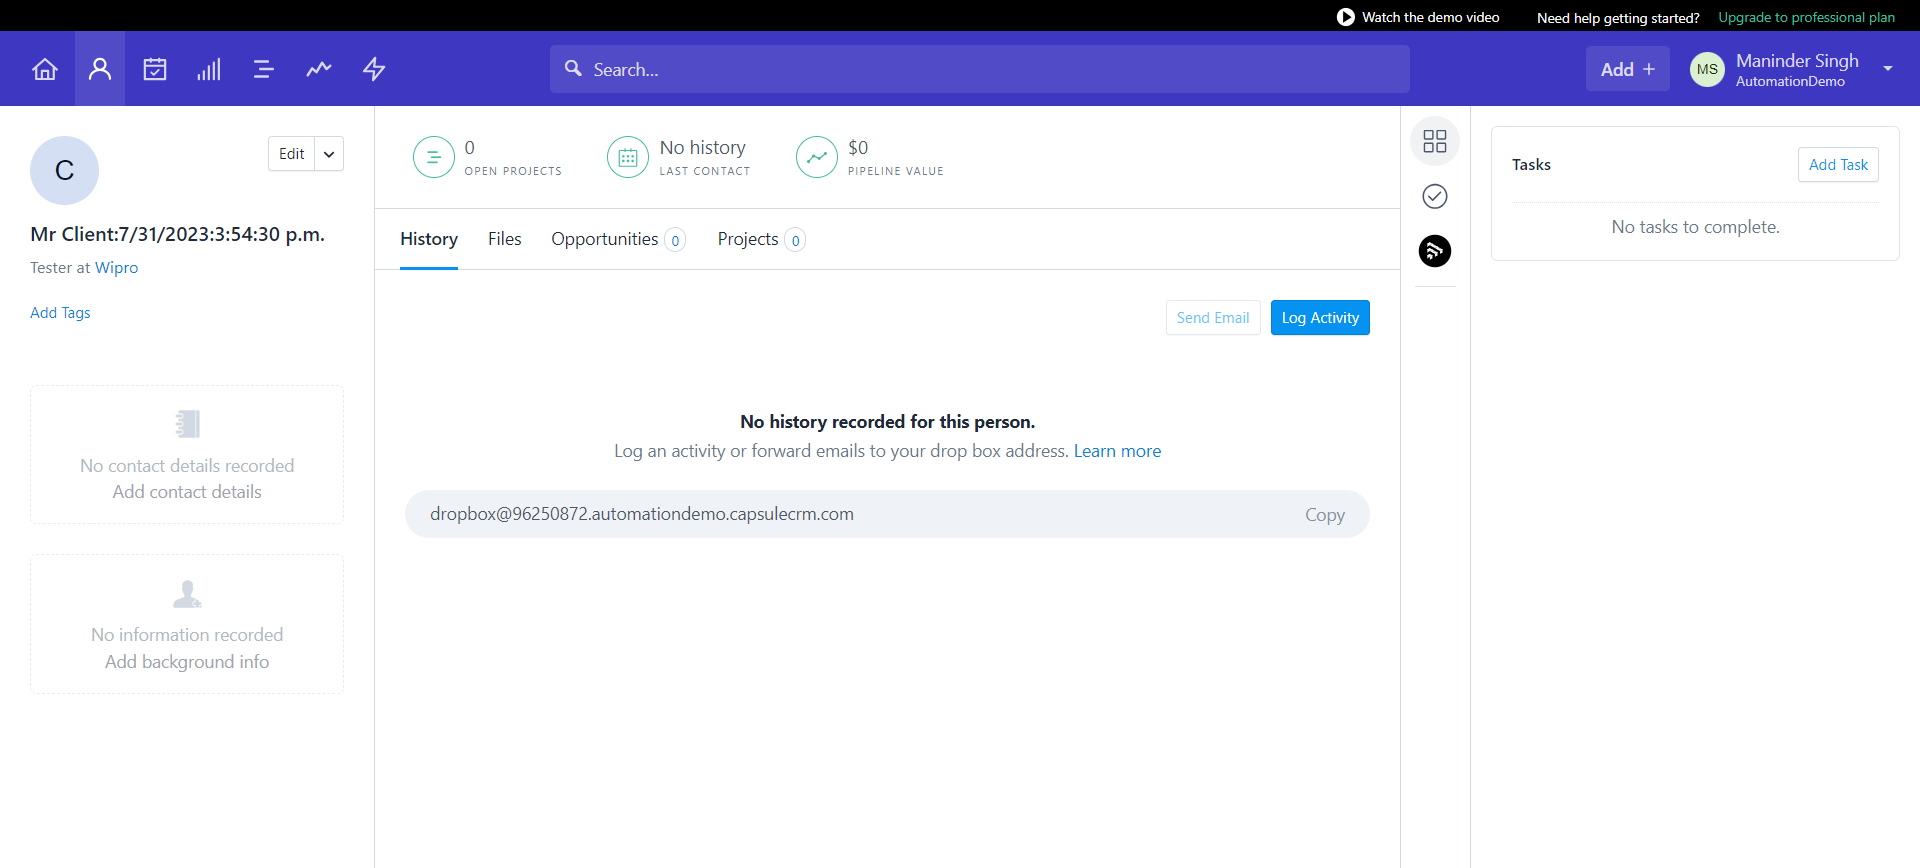 Watch the demo video Need help getting started? Upgrade to professional plan
Search...
Add +
MS
Maninder Singh
AutomationDemo
C
Edit
Mr Client:7/31/2023:3:54:30 p.m.
Tester at Wipro
Add Tags
No contact details recorded
Add contact details
No information recorded
Add background info
0
OPEN PROJECTS
No history
LAST CONTACT
$0
PIPELINE VALUE
History Files Opportunities 0 Projects 0
Send Email Log Activity
No history recorded for this person.
Log an activity or forward emails to your drop box address. Learn more
dropbox@96250872.automationdemo.capsulecrm.com Copy
Tasks Add Task
No tasks to complete.